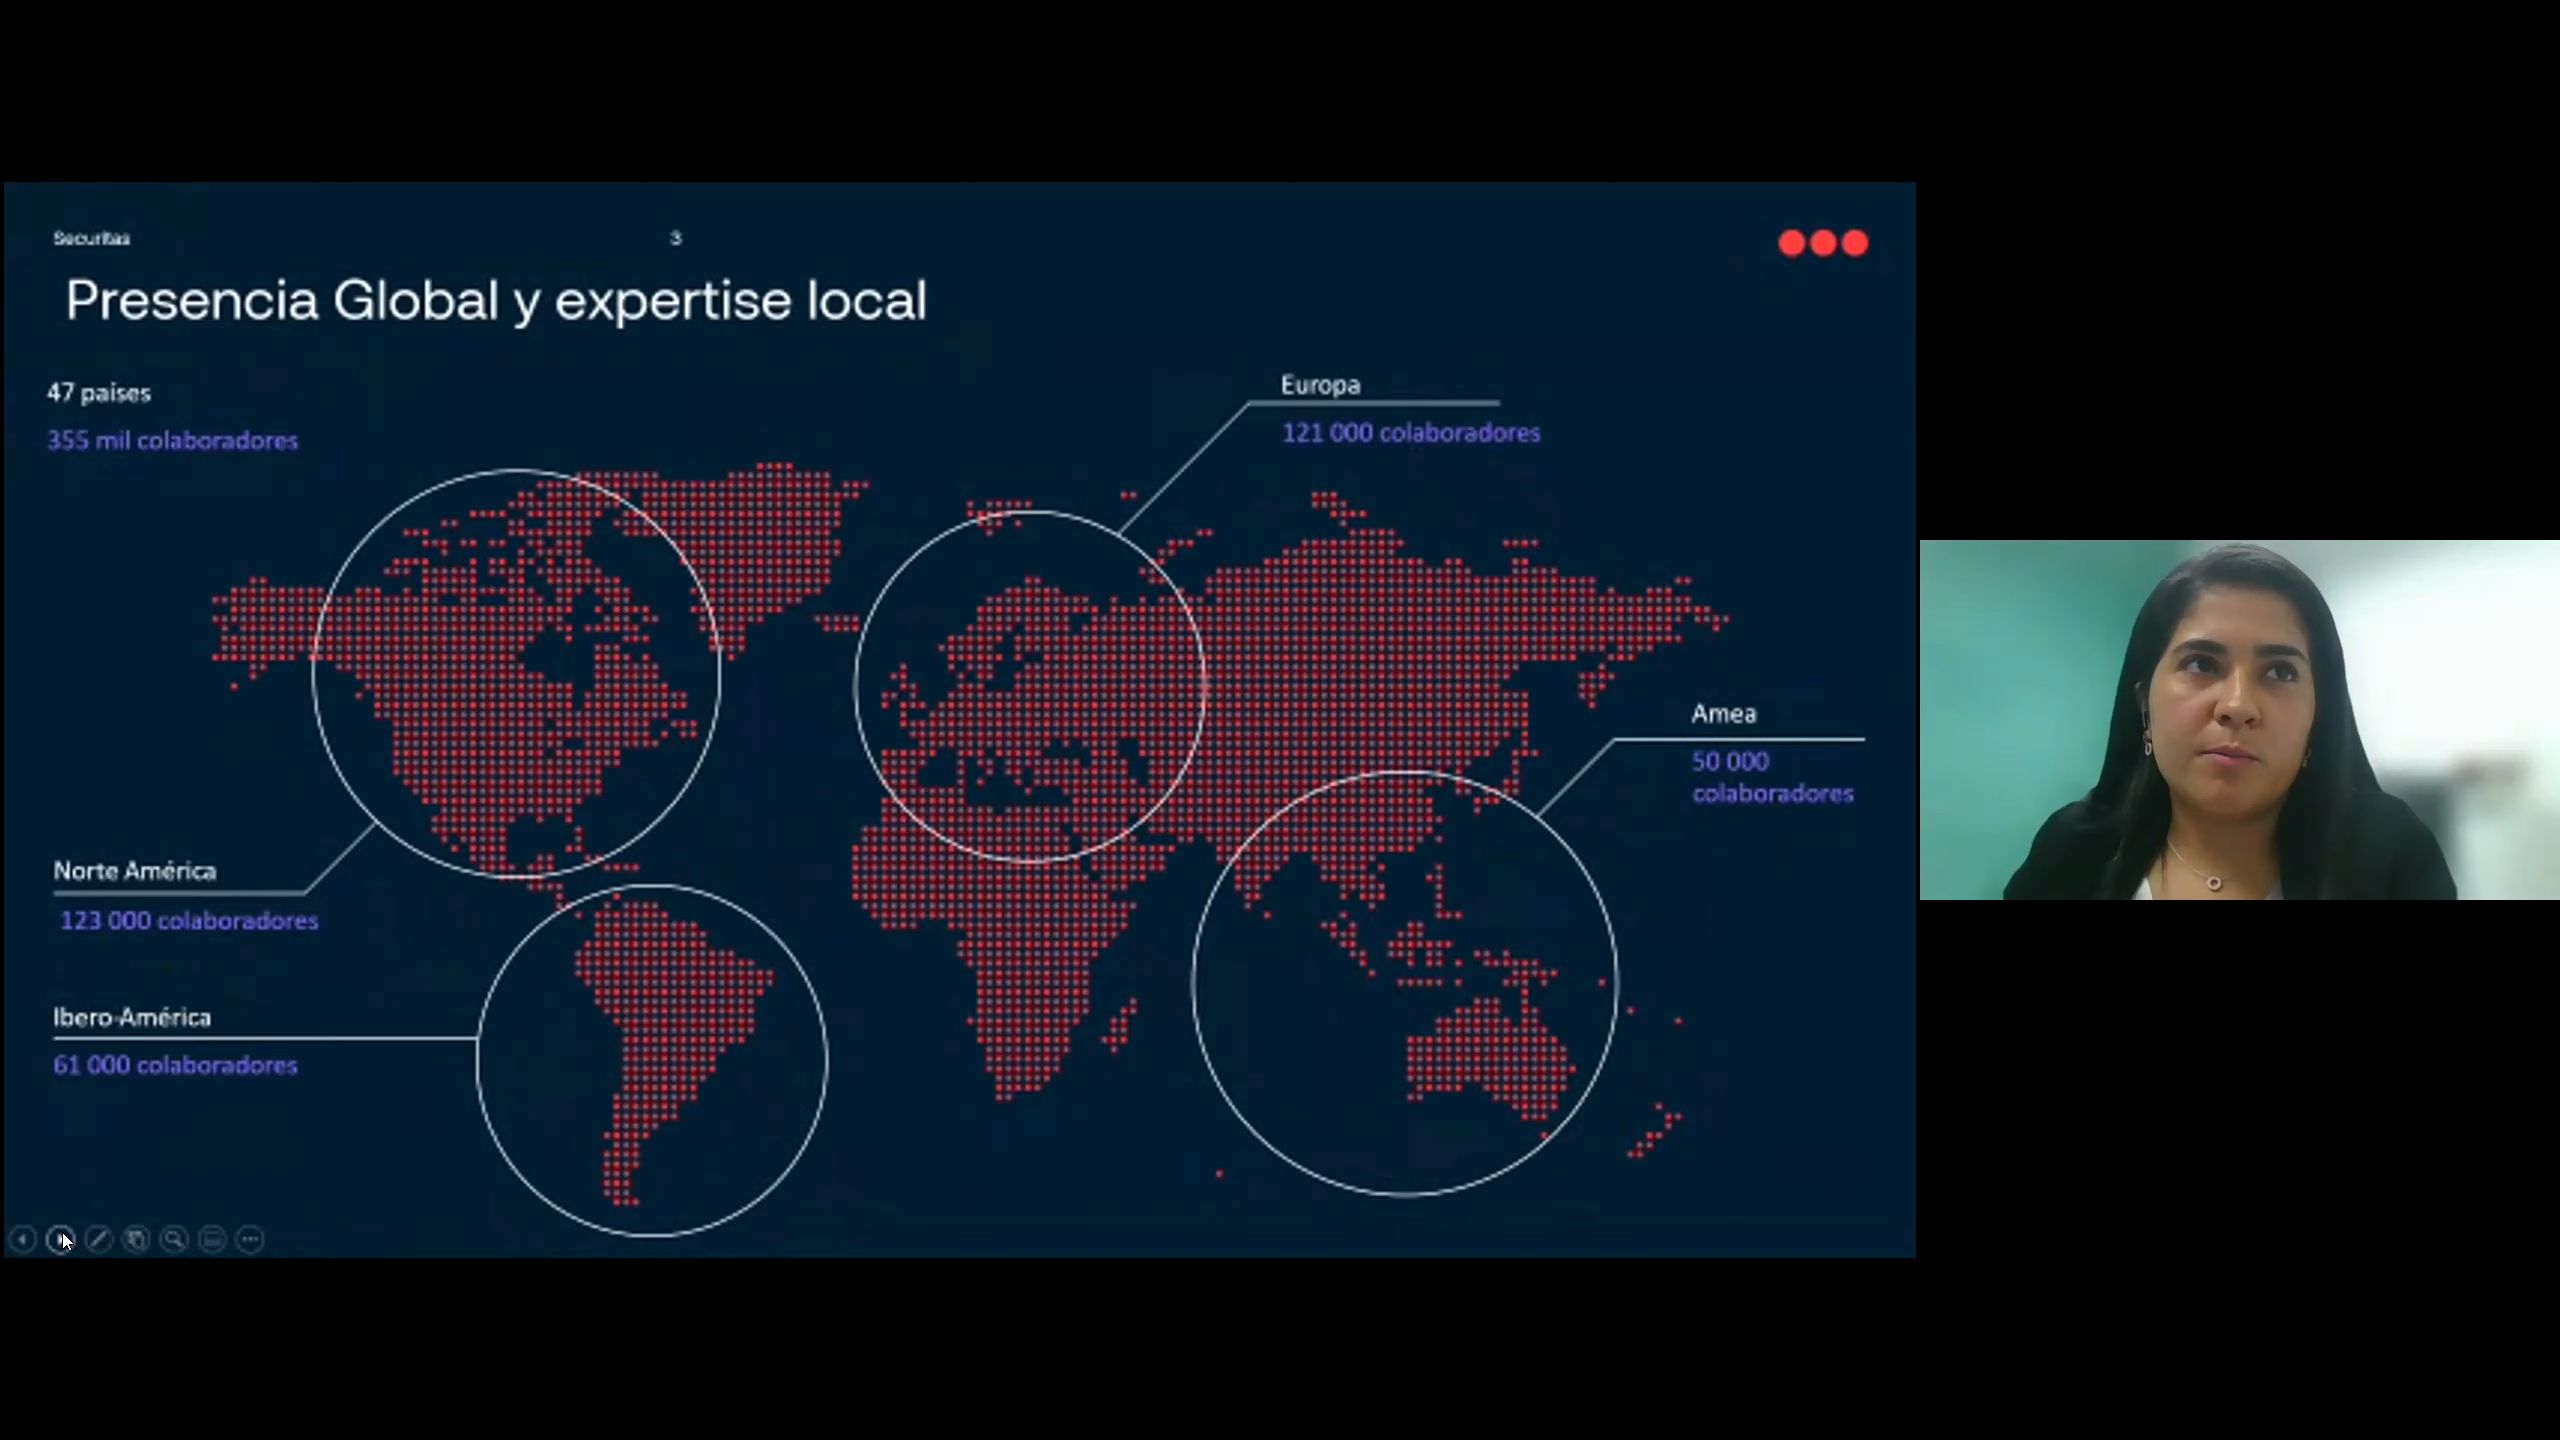 Securitas
3
Presencia Global y expertise local
47 países
355 mil colaboradores
Europa
121 000 colaboradores
Amea
50 000
colaboradores
Norte América
123 000 colaboradores
Ibero-América
61 000 colaboradores